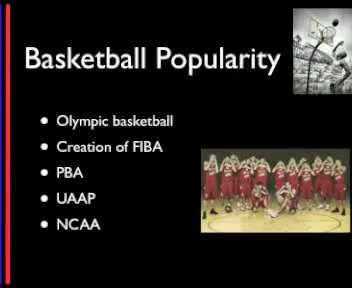 Basketball Popularity
Olympic basketball
Creation of FIBA
PBA
UAAP
NCAA